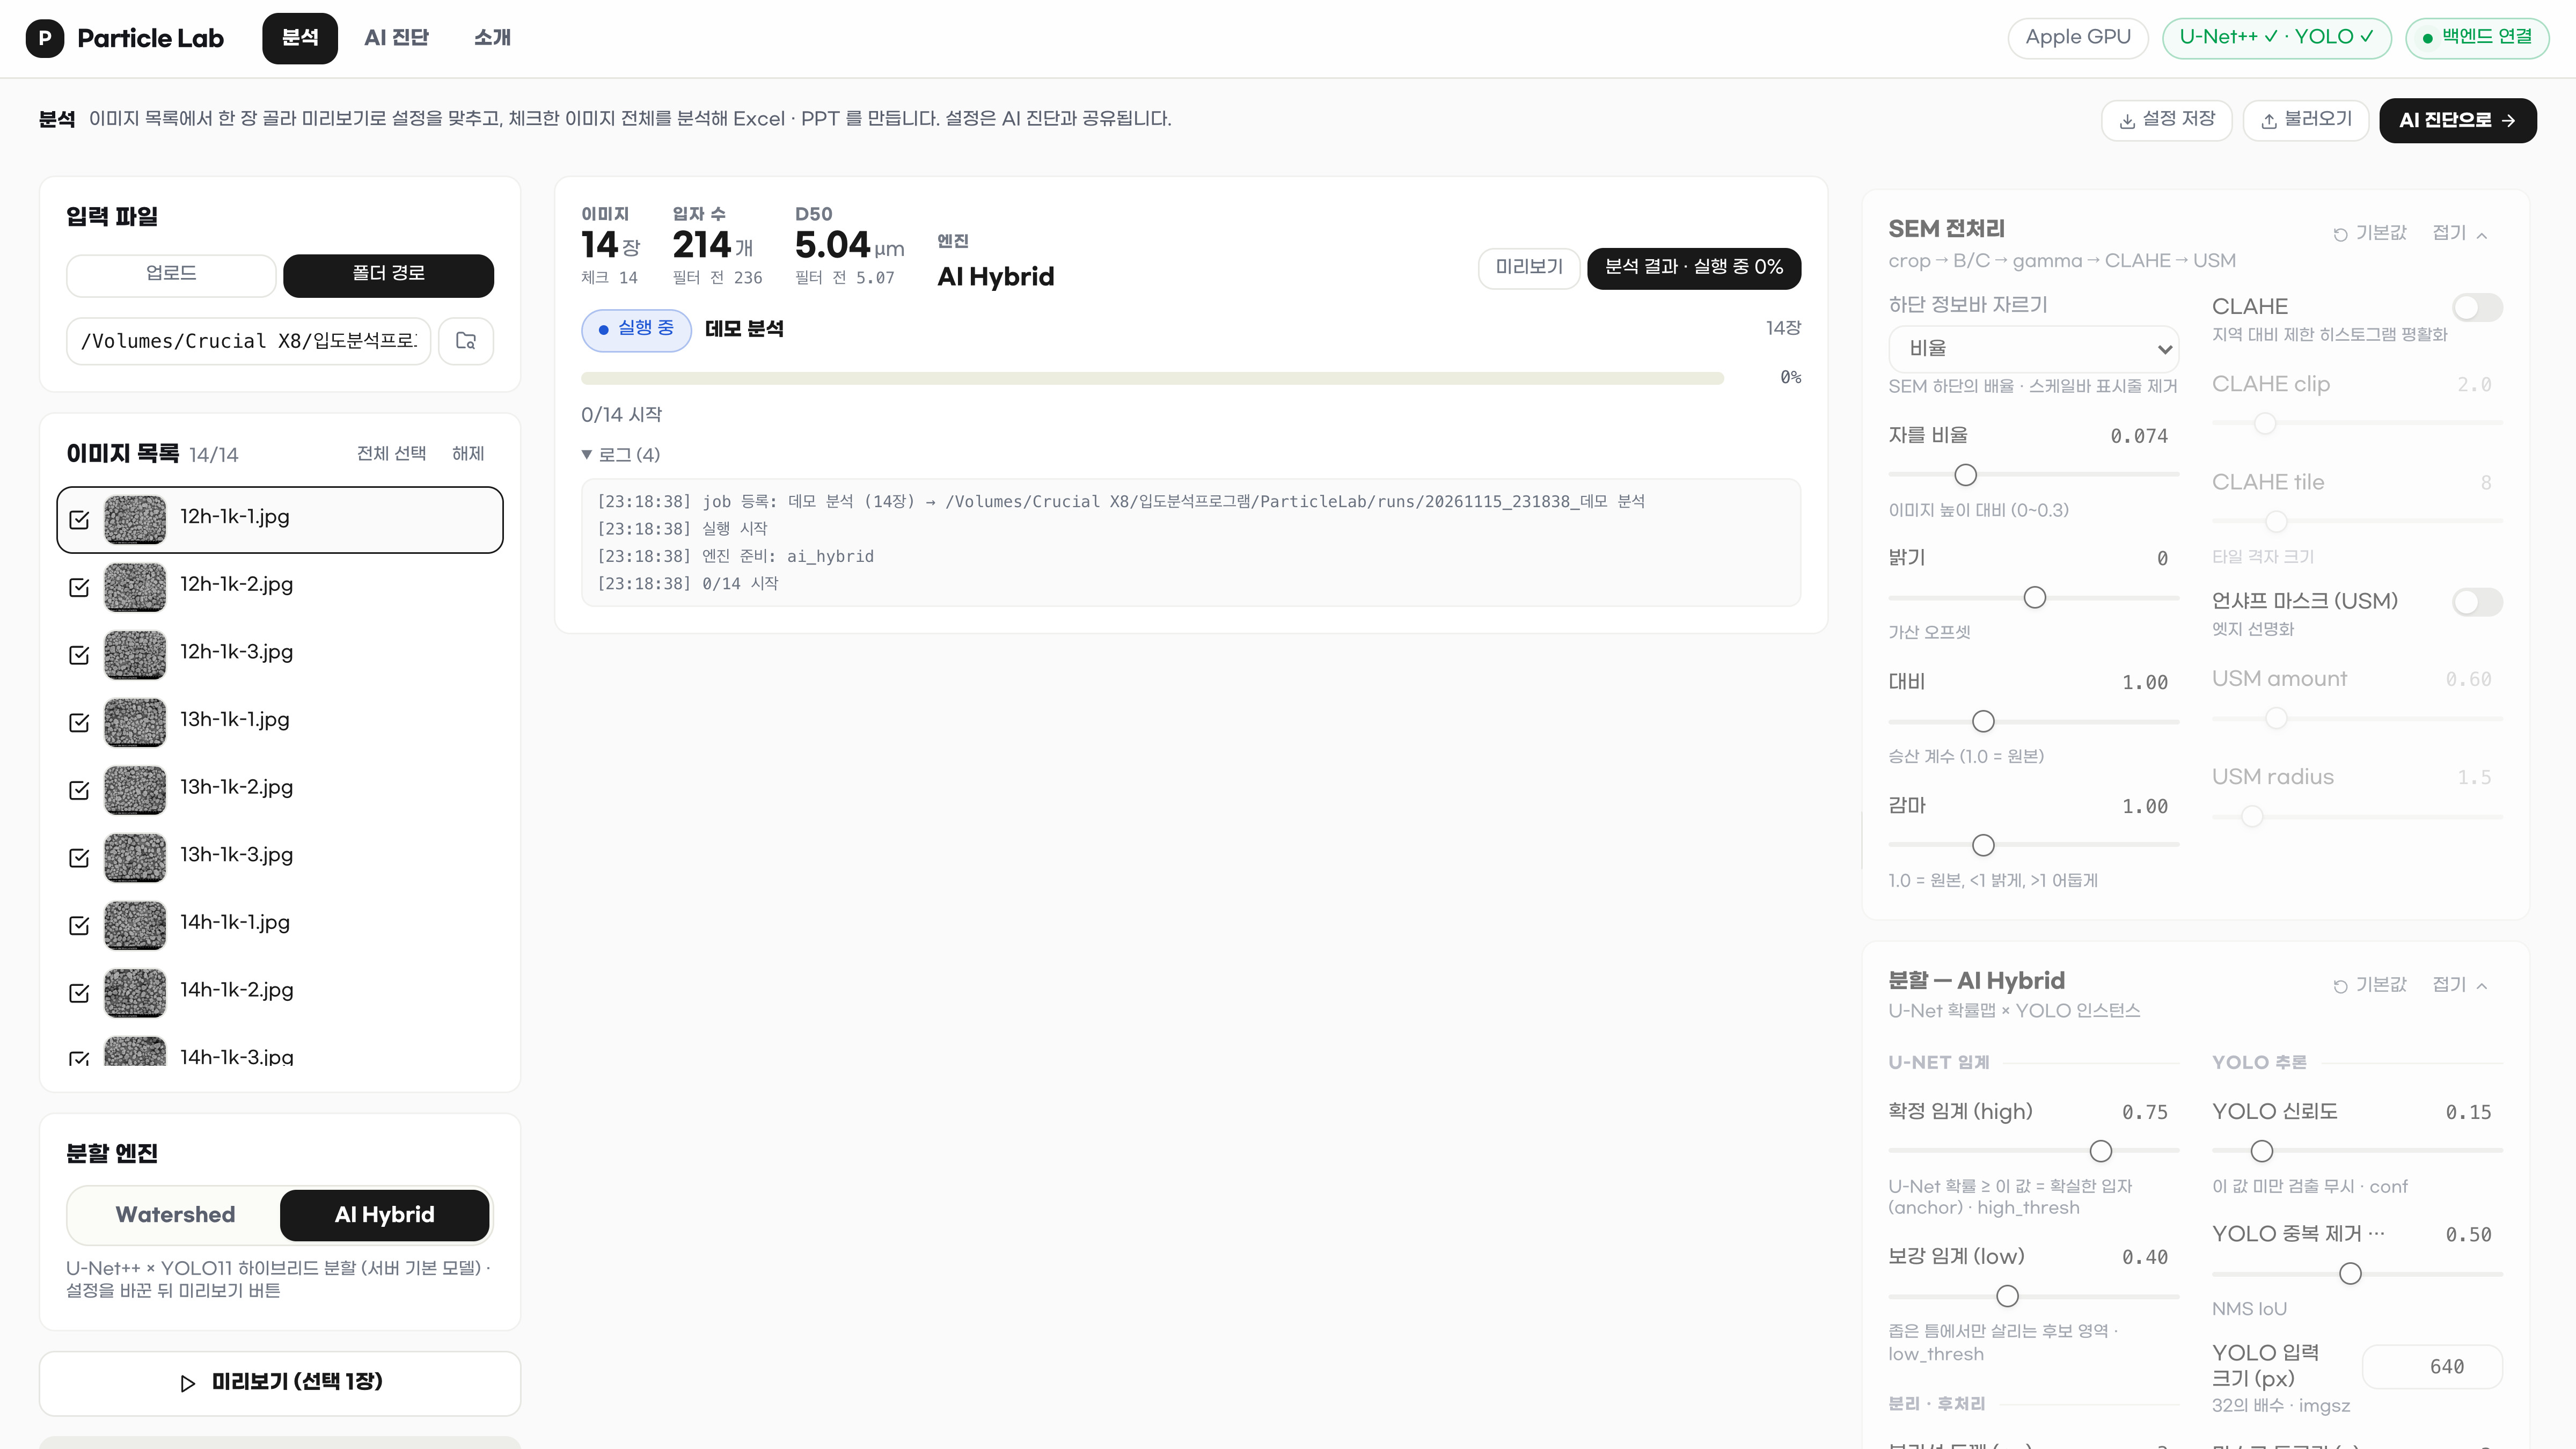 P Particle Lab 분석 AI 진단 소개 Apple GPU U-Net++ ✓ · YOLO ✓ 백엔드 연결
분석 이미지 목록에서 한 장 골라 미리보기로 설정을 맞추고, 체크한 이미지 전체를 분석해 Excel · PPT 를 만듭니다. 설정은 AI 진단과 공유됩니다. 설정 저장 불러오기 AI 진단으로 →
입력 파일
업로드 폴더 경로
/Volumes/Crucial X8/입도분석프로
이미지 목록 14/14 전체 선택 해제
12h-1k-1.jpg
12h-1k-2.jpg
12h-1k-3.jpg
13h-1k-1.jpg
13h-1k-2.jpg
13h-1k-3.jpg
14h-1k-1.jpg
14h-1k-2.jpg
14h-1k-3.jpg
분할 엔진
Watershed AI Hybrid
U-Net++ × YOLO11 하이브리드 분할 (서버 기본 모델) ·
설정을 바꾼 뒤 미리보기 버튼
미리보기 (선택 1장)
이미지 입자 수 D50 엔진
14장 214개 5.04µm AI Hybrid
체크 14 필터 전 236 필터 전 5.07
미리보기 분석 결과 · 실행 중 0%
실행 중 데모 분석 14장
0%
0/14 시작
▼ 로그 (4)
[23:18:38] job 등록: 데모 분석 (14장) → /Volumes/Crucial X8/입도분석프로그램/ParticleLab/runs/20261115_231838_데모 분석
[23:18:38] 실행 시작
[23:18:38] 엔진 준비: ai_hybrid
[23:18:38] 0/14 시작
SEM 전처리 기본값 접기
crop → B/C → gamma → CLAHE → USM
하단 정보바 자르기
비율
SEM 하단의 배율 · 스케일바 표시줄 제거
자를 비율 0.074
이미지 높이 대비 (0~0.3)
밝기 0
가산 오프셋
대비 1.00
승산 계수 (1.0 = 원본)
감마 1.00
1.0 = 원본, <1 밝게, >1 어둡게
CLAHE
지역 대비 제한 히스토그램 평활화
CLAHE clip 2.0
CLAHE tile 8
타일 격자 크기
언샤프 마스크 (USM)
엣지 선명화
USM amount 0.60
USM radius 1.5
분할 — AI Hybrid 기본값 접기
U-Net 확률맵 × YOLO 인스턴스
U-NET 임계
확정 임계 (high) 0.75
U-Net 확률 ≥ 이 값 = 확실한 입자
(anchor) · high_thresh
보강 임계 (low) 0.40
좁은 틈에서만 살리는 후보 영역 ·
low_thresh
분리 · 후처리
YOLO 추론
YOLO 신뢰도 0.15
이 값 미만 검출 무시 · conf
YOLO 중복 제거 ··· 0.50
NMS IoU
YOLO 입력
크기 (px) 640
32의 배수 · imgsz